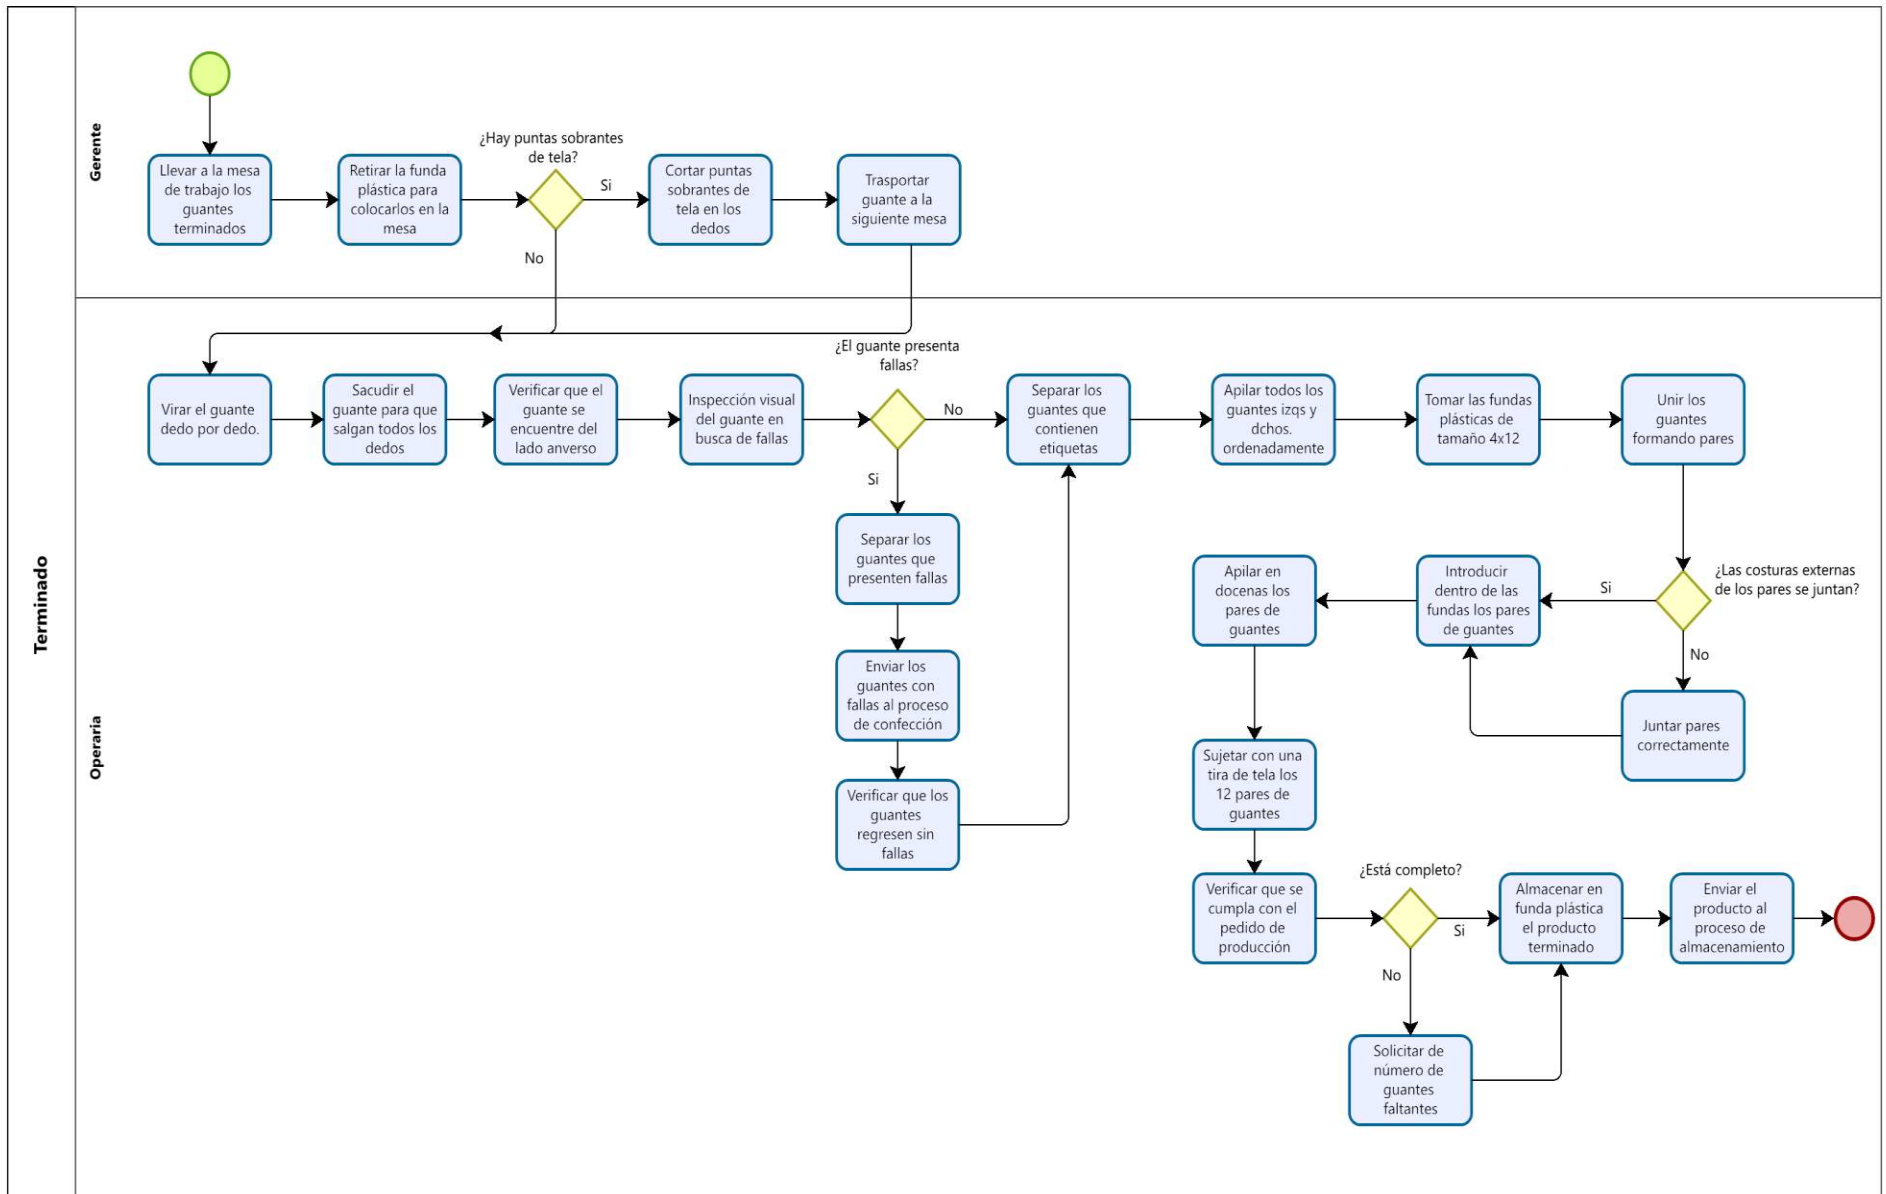 Terminado
Gerente
Llevar a la mesa
de trabajo los
guantes
terminados
Retirar la funda
plástica para
colocarlos en la
mesa
¿Hay puntas sobrantes
de tela?
Si
No
Cortar puntas
sobrantes de
tela en los
dedos
Trasportar
guante a la
siguiente mesa
Operaria
Virar el guante
dedo por dedo.
Sacudir el
guante para que
salgan todos los
dedos
Verificar que el
guante se
encuentre del
lado anverso
Inspección visual
del guante en
busca de fallas
¿El guante presenta
fallas?
No
Si
Separar los
guantes que
presenten fallas
Enviar los
guantes con
fallas al proceso
de confección
Verificar que los
guantes
regresen sin
fallas
Separar los
guantes que
contienen
etiquetas
Apilar todos los
guantes izqs y
dchos.
ordenadamente
Tomar las fundas
plásticas de
tamaño 4x12
Unir los
guantes
formando pares
¿Las costuras externas
de los pares se juntan?
Si
No
Juntar pares
correctamente
Introducir
dentro de las
fundas los pares
de guantes
Apilar en
docenas los
pares de
guantes
Sujetar con una
tira de tela los
12 pares de
guantes
Verificar que se
cumpla con el
pedido de
producción
¿Está completo?
Si
No
Solicitar de
número de
guantes
faltantes
Almacenar en
funda plástica
el producto
terminado
Enviar el
producto al
proceso de
almacenamiento